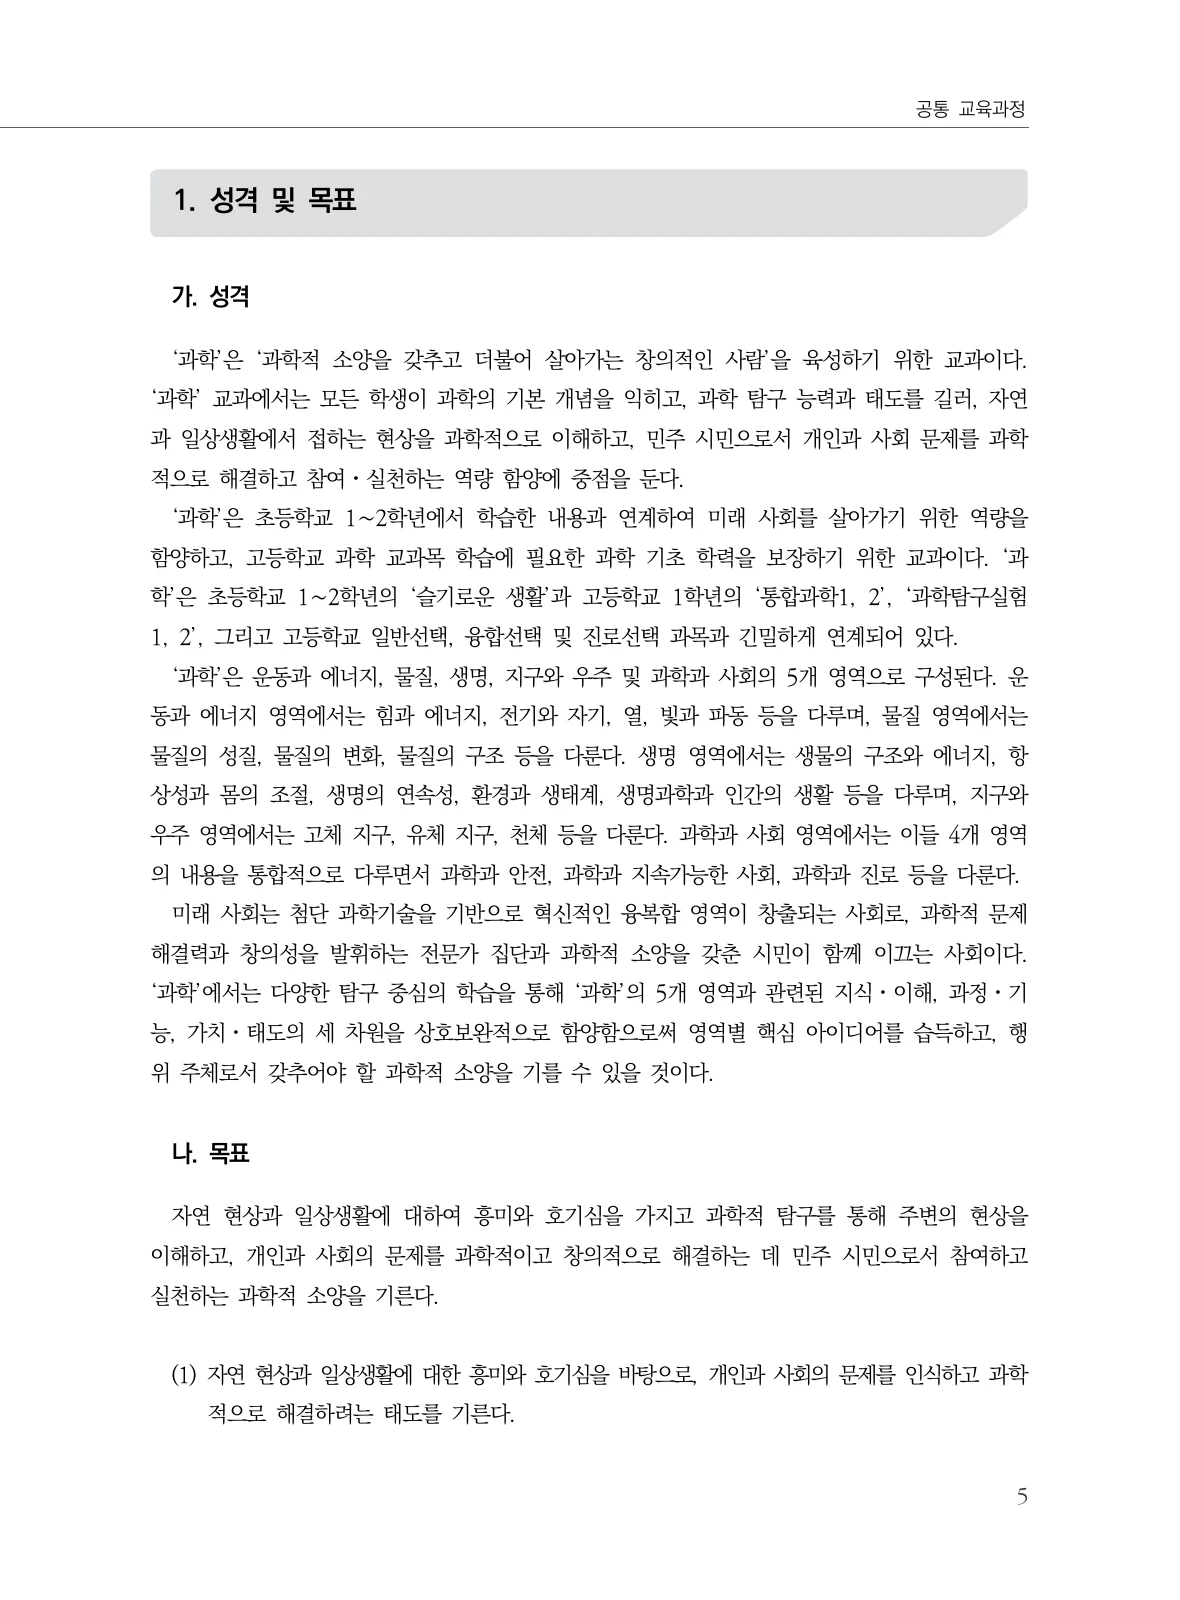 공통 교육과정
1. 성격 및 목표
가. 성격
‘과학’은 ‘과학적 소양을 갖추고 더불어 살아가는 창의적인 사람’을 육성하기 위한 교과이다.
‘과학’ 교과에서는 모든 학생이 과학의 기본 개념을 익히고, 과학 탐구 능력과 태도를 길러, 자연
과 일상생활에서 접하는 현상을 과학적으로 이해하고, 민주 시민으로서 개인과 사회 문제를 과학
적으로 해결하고 참여･실천하는 역량 함양에 중점을 둔다.
‘과학’은 초등학교 1~2학년에서 학습한 내용과 연계하여 미래 사회를 살아가기 위한 역량을
함양하고, 고등학교 과학 교과목 학습에 필요한 과학 기초 학력을 보장하기 위한 교과이다. ‘과
학’은 초등학교 1~2학년의 ‘슬기로운 생활’과 고등학교 1학년의 ‘통합과학1, 2’, ‘과학탐구실험
1, 2’, 그리고 고등학교 일반선택, 융합선택 및 진로선택 과목과 긴밀하게 연계되어 있다.
‘과학’은 운동과 에너지, 물질, 생명, 지구와 우주 및 과학과 사회의 5개 영역으로 구성된다. 운
동과 에너지 영역에서는 힘과 에너지, 전기와 자기, 열, 빛과 파동 등을 다루며, 물질 영역에서는
물질의 성질, 물질의 변화, 물질의 구조 등을 다룬다. 생명 영역에서는 생물의 구조와 에너지, 항
상성과 몸의 조절, 생명의 연속성, 환경과 생태계, 생명과학과 인간의 생활 등을 다루며, 지구와
우주 영역에서는 고체 지구, 유체 지구, 천체 등을 다룬다. 과학과 사회 영역에서는 이들 4개 영역
의 내용을 통합적으로 다루면서 과학과 안전, 과학과 지속가능한 사회, 과학과 진로 등을 다룬다.
미래 사회는 첨단 과학기술을 기반으로 혁신적인 융복합 영역이 창출되는 사회로, 과학적 문제
해결력과 창의성을 발휘하는 전문가 집단과 과학적 소양을 갖춘 시민이 함께 이끄는 사회이다.
‘과학’에서는 다양한 탐구 중심의 학습을 통해 ‘과학’의 5개 영역과 관련된 지식･이해, 과정･기
능, 가치･태도의 세 차원을 상호보완적으로 함양함으로써 영역별 핵심 아이디어를 습득하고, 행
위 주체로서 갖추어야 할 과학적 소양을 기를 수 있을 것이다.
나. 목표
자연 현상과 일상생활에 대하여 흥미와 호기심을 가지고 과학적 탐구를 통해 주변의 현상을
이해하고, 개인과 사회의 문제를 과학적이고 창의적으로 해결하는 데 민주 시민으로서 참여하고
실천하는 과학적 소양을 기른다.
(1) 자연 현상과 일상생활에 대한 흥미와 호기심을 바탕으로, 개인과 사회의 문제를 인식하고 과학
적으로 해결하려는 태도를 기른다.
5